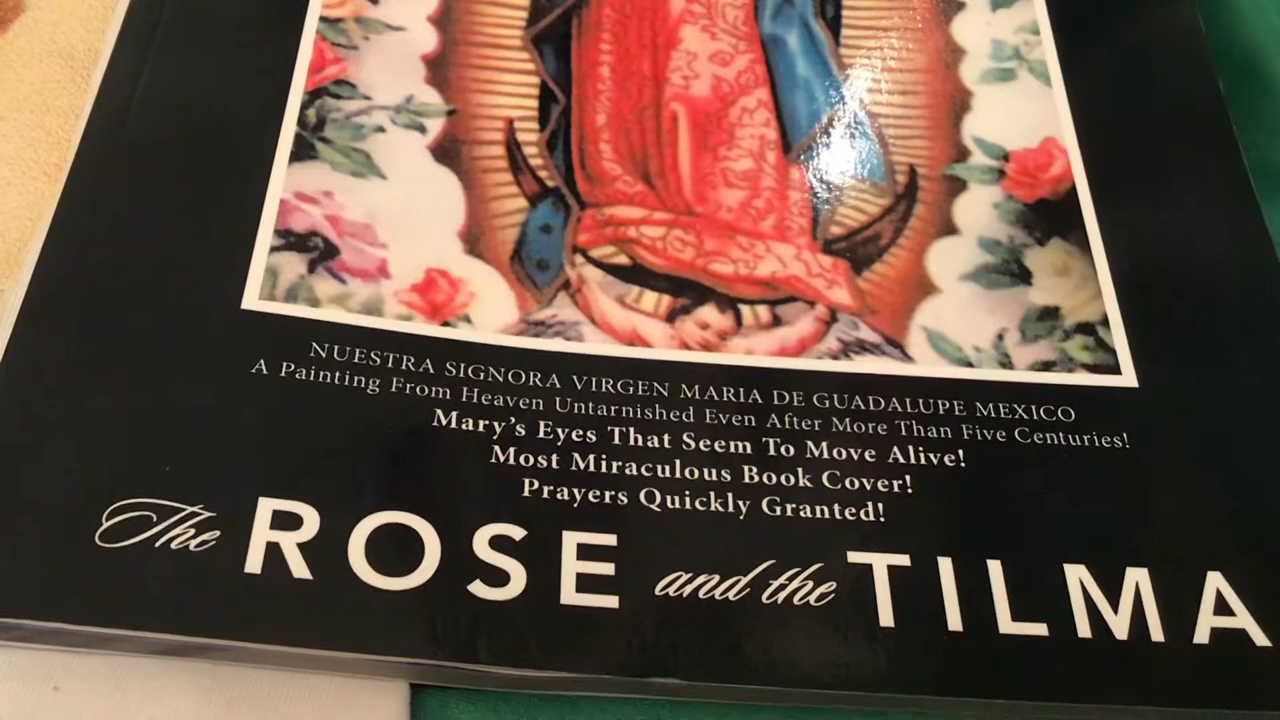 NUESTRA SIGNORA VIRGEN MARIA DE GUADALUPE MEXICO
A Painting From Heaven Untarnished Even After More Than Five Centuries!
Mary's Eyes That Seem To Move Alive!
Most Miraculous Book Cover!
Prayers Quickly Granted!
The ROSE and the TILMA